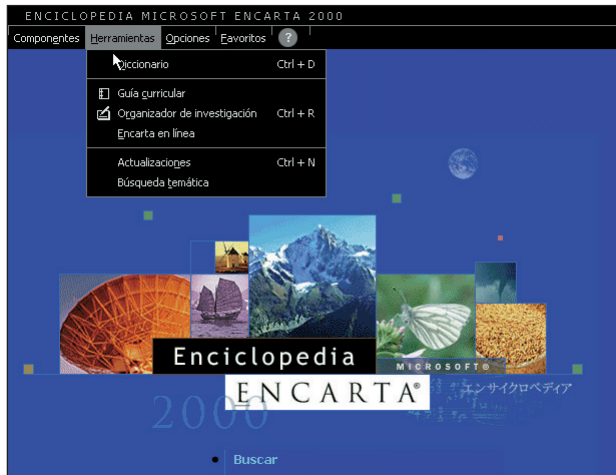 ENCICLOPEDIA MICROSOFT ENCARTA 2000
Componentes Herramientas Opciones Favoritos ?
Diccionario Ctrl + D
Guía curricular
Organizador de investigación Ctrl + R
Encarta en línea
Actualizaciones Ctrl + N
Búsqueda temática
Enciclopedia
MICROSOFT®
ENCARTA®
エンサイクロペディア
2000
Buscar